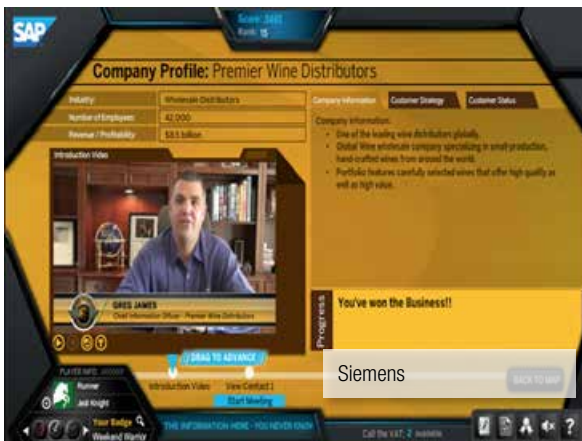 SAP
Score: 3485
Rank: 15
Company Profile: Premier Wine Distributors
Industry: Wholesale Distributors
Number of Employees: 42,000
Revenue / Profitability: $8.5 billion
Company Information
Customer Strategy
Customer Status
Company Information:
• One of the leading wine distributors globally.
• Global Wine wholesale company specializing in small-production,
hand-crafted wines from around the world.
• Portfolio features carefully selected wines that offer high quality as
well as high value.
Introduction Video
GREG JAMES
Chief Information Officer - Premier Wine Distributors
Progress
You've won the Business!!
// DRAG TO ADVANCE //
Introduction Video
View Contact 1
Start Meeting
Siemens
BACK TO MAP
PLAYER INFO:
Runner
Jedi Knight
Your Badge
Weekend Warrior
THIS INFORMATION HERE - YOU NEVER KNOW
Call the VAT: 2
?